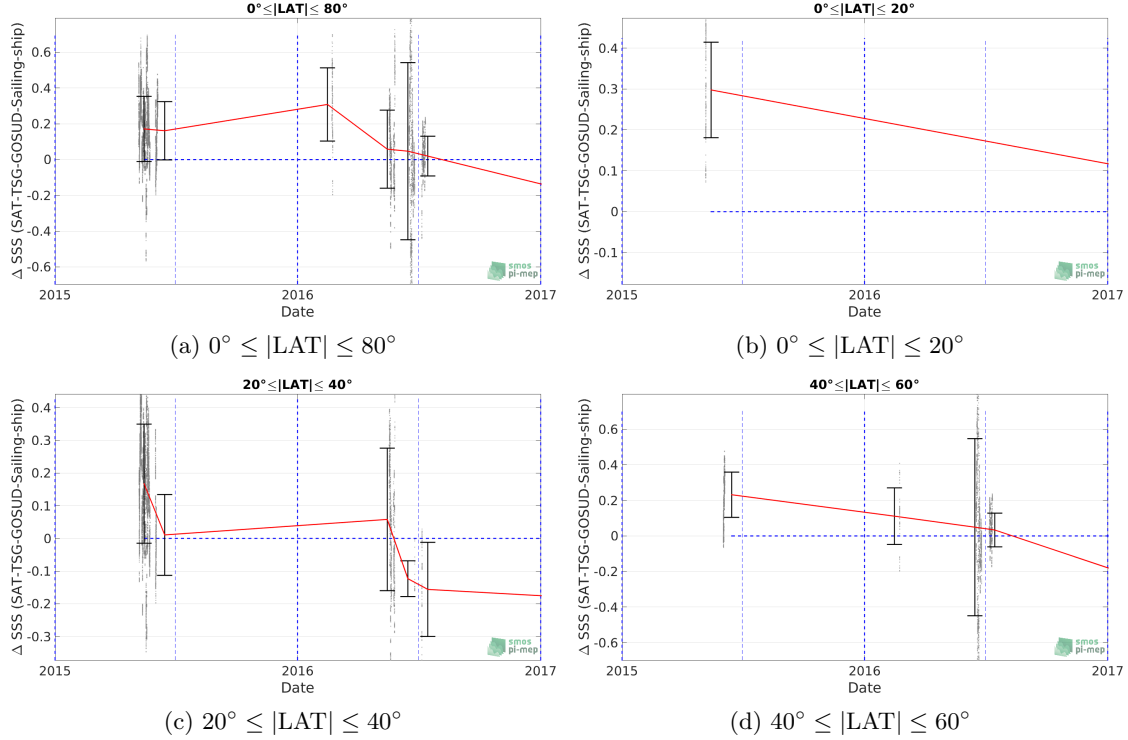 0°≤|LAT|≤ 80°
Δ SSS (SAT-TSG-GOSUD-Sailing-ship)
0.6
0.4
0.2
0
-0.2
-0.4
-0.6
2015
2016
2017
Date
smos
pi-mep
(a) 0° ≤ |LAT| ≤ 80°
0°≤|LAT|≤ 20°
Δ SSS (SAT-TSG-GOSUD-Sailing-ship)
0.4
0.3
0.2
0.1
0
-0.1
2015
2016
2017
Date
smos
pi-mep
(b) 0° ≤ |LAT| ≤ 20°
20°≤|LAT|≤ 40°
Δ SSS (SAT-TSG-GOSUD-Sailing-ship)
0.4
0.3
0.2
0.1
0
-0.1
-0.2
-0.3
2015
2016
2017
Date
smos
pi-mep
(c) 20° ≤ |LAT| ≤ 40°
40°≤|LAT|≤ 60°
Δ SSS (SAT-TSG-GOSUD-Sailing-ship)
0.6
0.4
0.2
0
-0.2
-0.4
-0.6
2015
2016
2017
Date
smos
pi-mep
(d) 40° ≤ |LAT| ≤ 60°